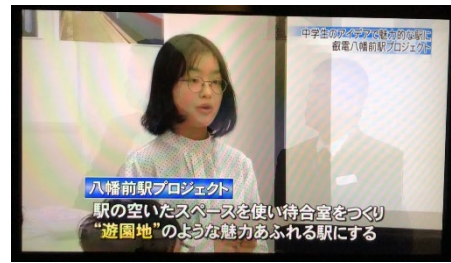 中学生のアイデアで魅力的な駅に
叡電八幡前駅プロジェクト
八幡前駅プロジェクト
駅の空いたスペースを使い待合室をつくり
“遊園地”のような魅力あふれる駅にする